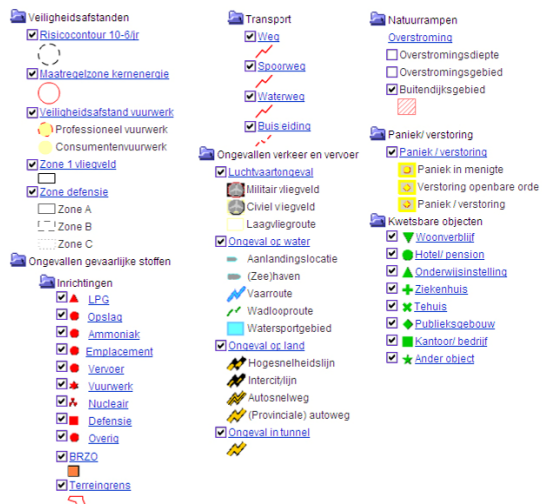 Veiligheidsafstanden
Risicocontour 10-6/jr
Maatregelzone kernenergie
Veiligheidsafstand vuurwerk
Professioneel vuurwerk
Consumentenvuurwerk
Zone 1 vliegveld
Zone defensie
Zone A
Zone B
Zone C
Ongevallen gevaarlijke stoffen
Inrichtingen
LPG
Opslag
Ammoniak
Emplacement
Vervoer
Vuurwerk
Nucleair
Defensie
Overig
BRZO
Terreingrens
Transport
Weg
Spoorweg
Waterweg
Buisleiding
Ongevallen verkeer en vervoer
Luchtvaartongeval
Militair vliegveld
Civiel vliegveld
Laagvliegroute
Ongeval op water
Aanlandingslocatie
(Zee)haven
Vaarroute
Wadlooproute
Watersportgebied
Ongeval op land
Hogesnelheidslijn
Intercitylijn
Autosnelweg
(Provinciale) autoweg
Ongeval in tunnel
Natuurrampen
Overstroming
Overstromingsdiepte
Overstromingsgebied
Buitendijksgebied
Paniek/ verstoring
Paniek / verstoring
Paniek in menigte
Verstoring openbare orde
Paniek / verstoring
Kwetsbare objecten
Woonverblijf
Hotel/ pension
Onderwijsinstelling
Ziekenhuis
Tehuis
Publieksgebouw
Kantoor/ bedrijf
Ander object